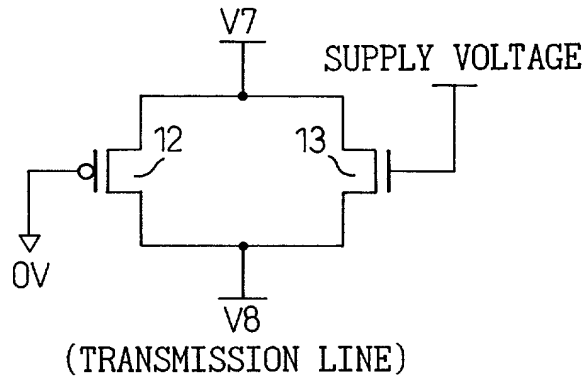 V7
SUPPLY VOLTAGE
12
13
0V
V8
(TRANSMISSION LINE)